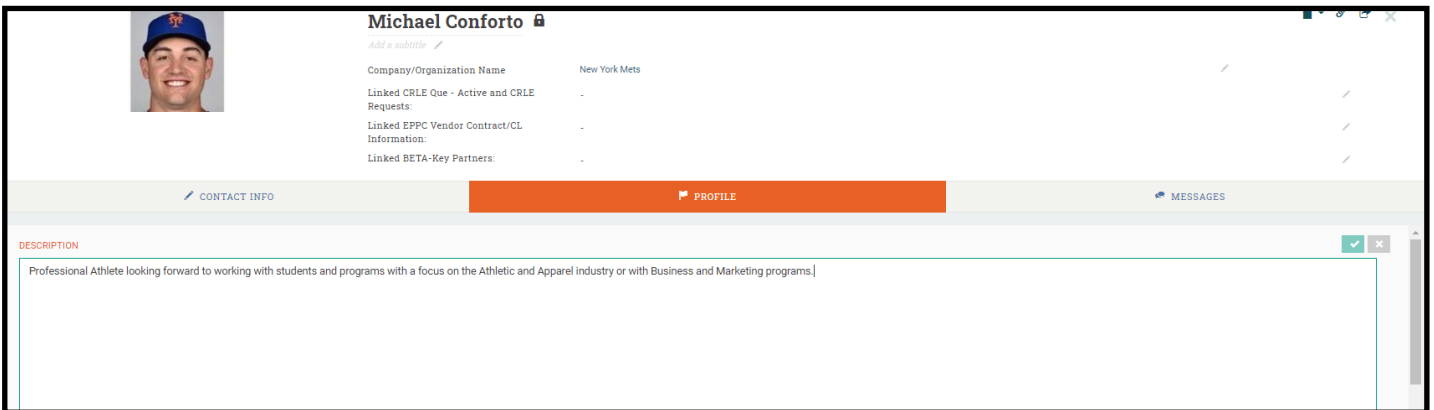 Michael Conforto
Add a subtitle
Company/Organization Name New York Mets
Linked CRLE Que - Active and CRLE -
Requests:
Linked EPPC Vendor Contract/CL -
Information:
Linked BETA-Key Partners: -
CONTACT INFO PROFILE MESSAGES
DESCRIPTION
Professional Athlete looking forward to working with students and programs with a focus on the Athletic and Apparel industry or with Business and Marketing programs.